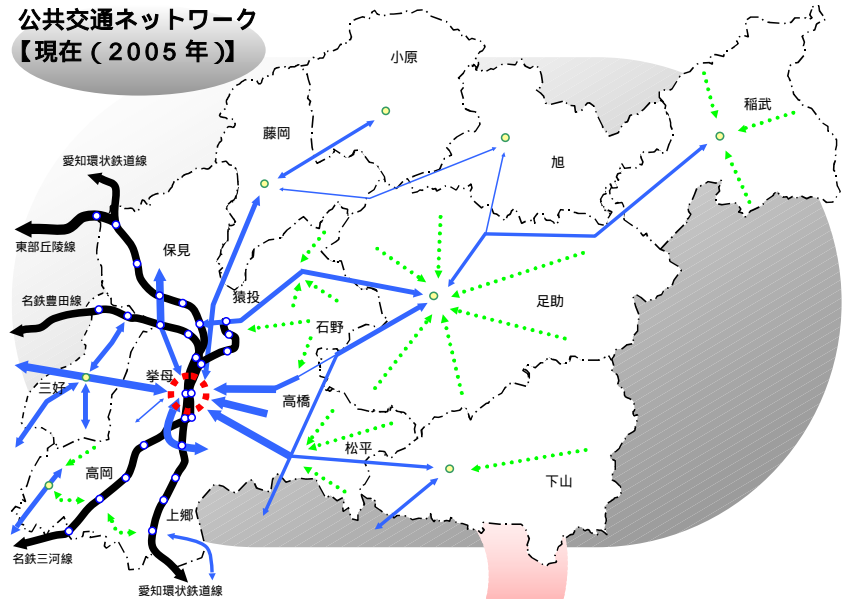 公共交通ネットワーク
【現在（２００５年）】
小原
稲武
藤岡
愛知環状鉄道線
旭
東部丘陵線
保見
名鉄豊田線
猿投
足助
石野
挙母
三好
高橋
松平
高岡
下山
上郷
名鉄三河線
愛知環状鉄道線